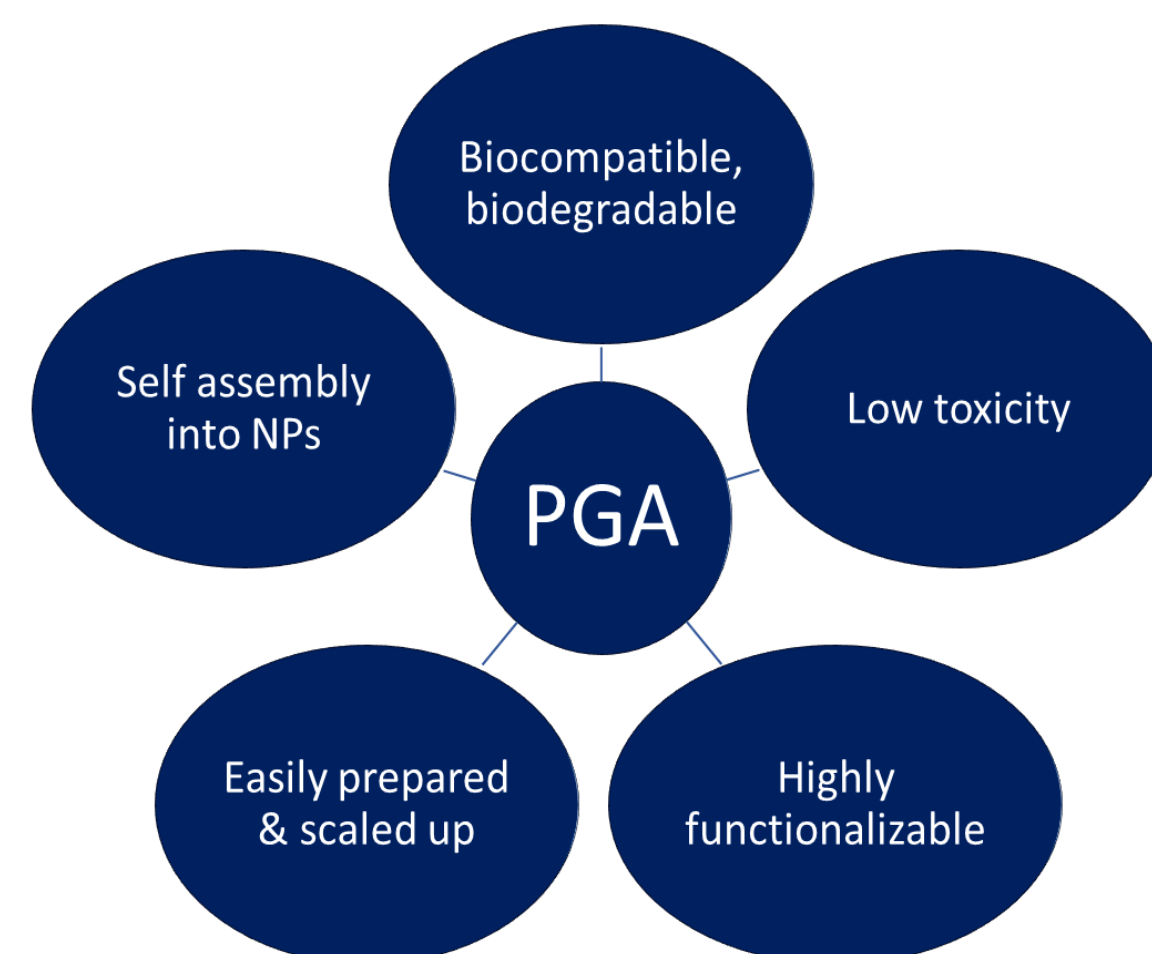 Biocompatible,
biodegradable
Self assembly
into NPs
Low toxicity
PGA
Easily prepared
& scaled up
Highly
functionalizable